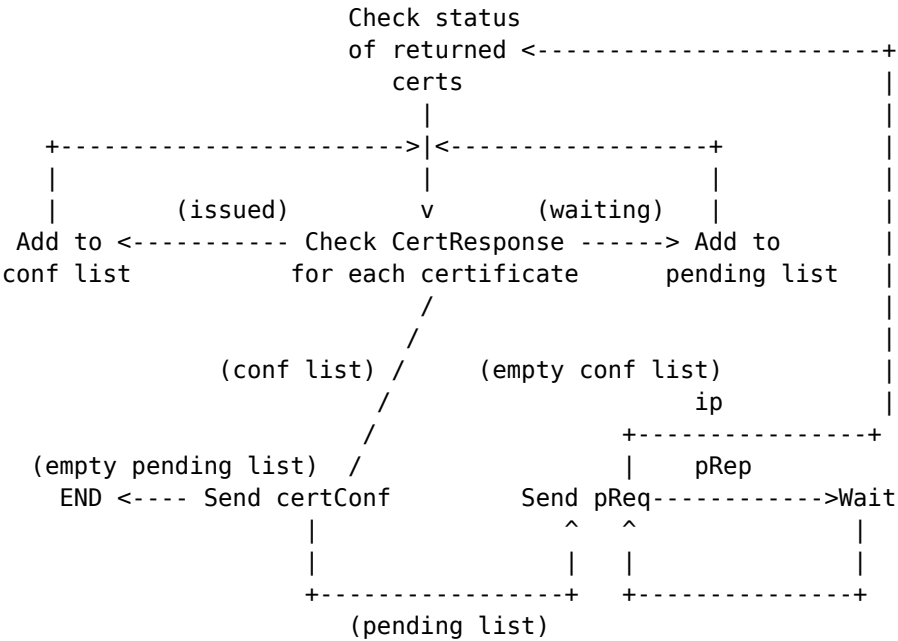 Check status
of returned <------------------------+
certs |
| |
+------------------------>|<------------------+ |
| | | |
| (issued) v (waiting) | |
Add to <----------- Check CertResponse ------> Add to |
conf list for each certificate pending list |
/ |
/ |
(conf list) / (empty conf list) |
/ ip |
/ +----------------+
(empty pending list) / | pRep
END <---- Send certConf Send pReq------------>Wait
| ^ ^ |
| | | |
+-----------------+ +---------------+
(pending list)